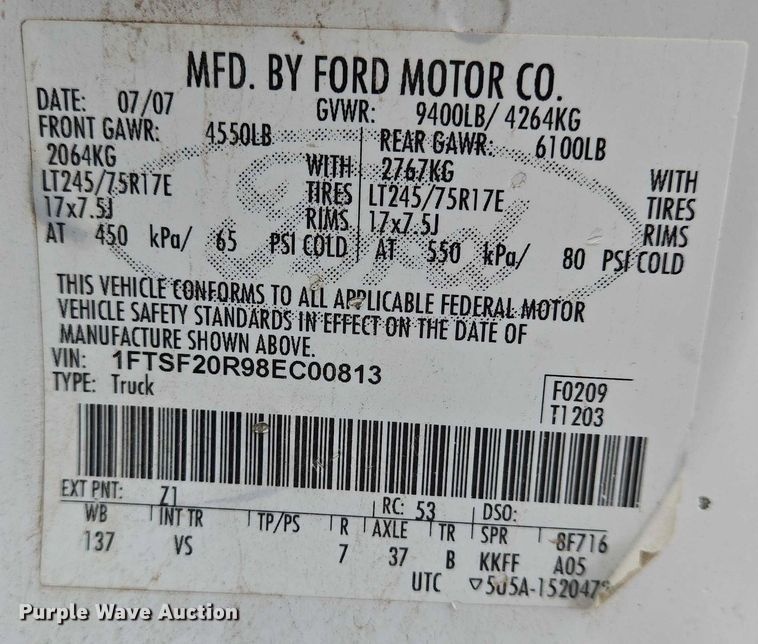 MFD. BY FORD MOTOR CO.
DATE: 07/07 GVWR: 9400LB/ 4264KG
FRONT GAWR: 4550LB REAR GAWR: 6100LB
2064KG WITH 2767KG WITH
LT245/75R17E TIRES LT245/75R17E TIRES
17x7.5J RIMS 17x7.5J RIMS
AT 450 kPa/ 65 PSI COLD AT 550 kPa/ 80 PSI COLD
THIS VEHICLE CONFORMS TO ALL APPLICABLE FEDERAL MOTOR
VEHICLE SAFETY STANDARDS IN EFFECT ON THE DATE OF
MANUFACTURE SHOWN ABOVE.
VIN: 1FTSF20R98EC00813
TYPE: Truck
F0209
T1203
EXT PNT: Z1 RC: 53 DSO:
WB INT TR TP/PS R AXLE TR SPR 8F716
137 VS 7 37 B KKFF A05
UTC
Purple Wave Auction